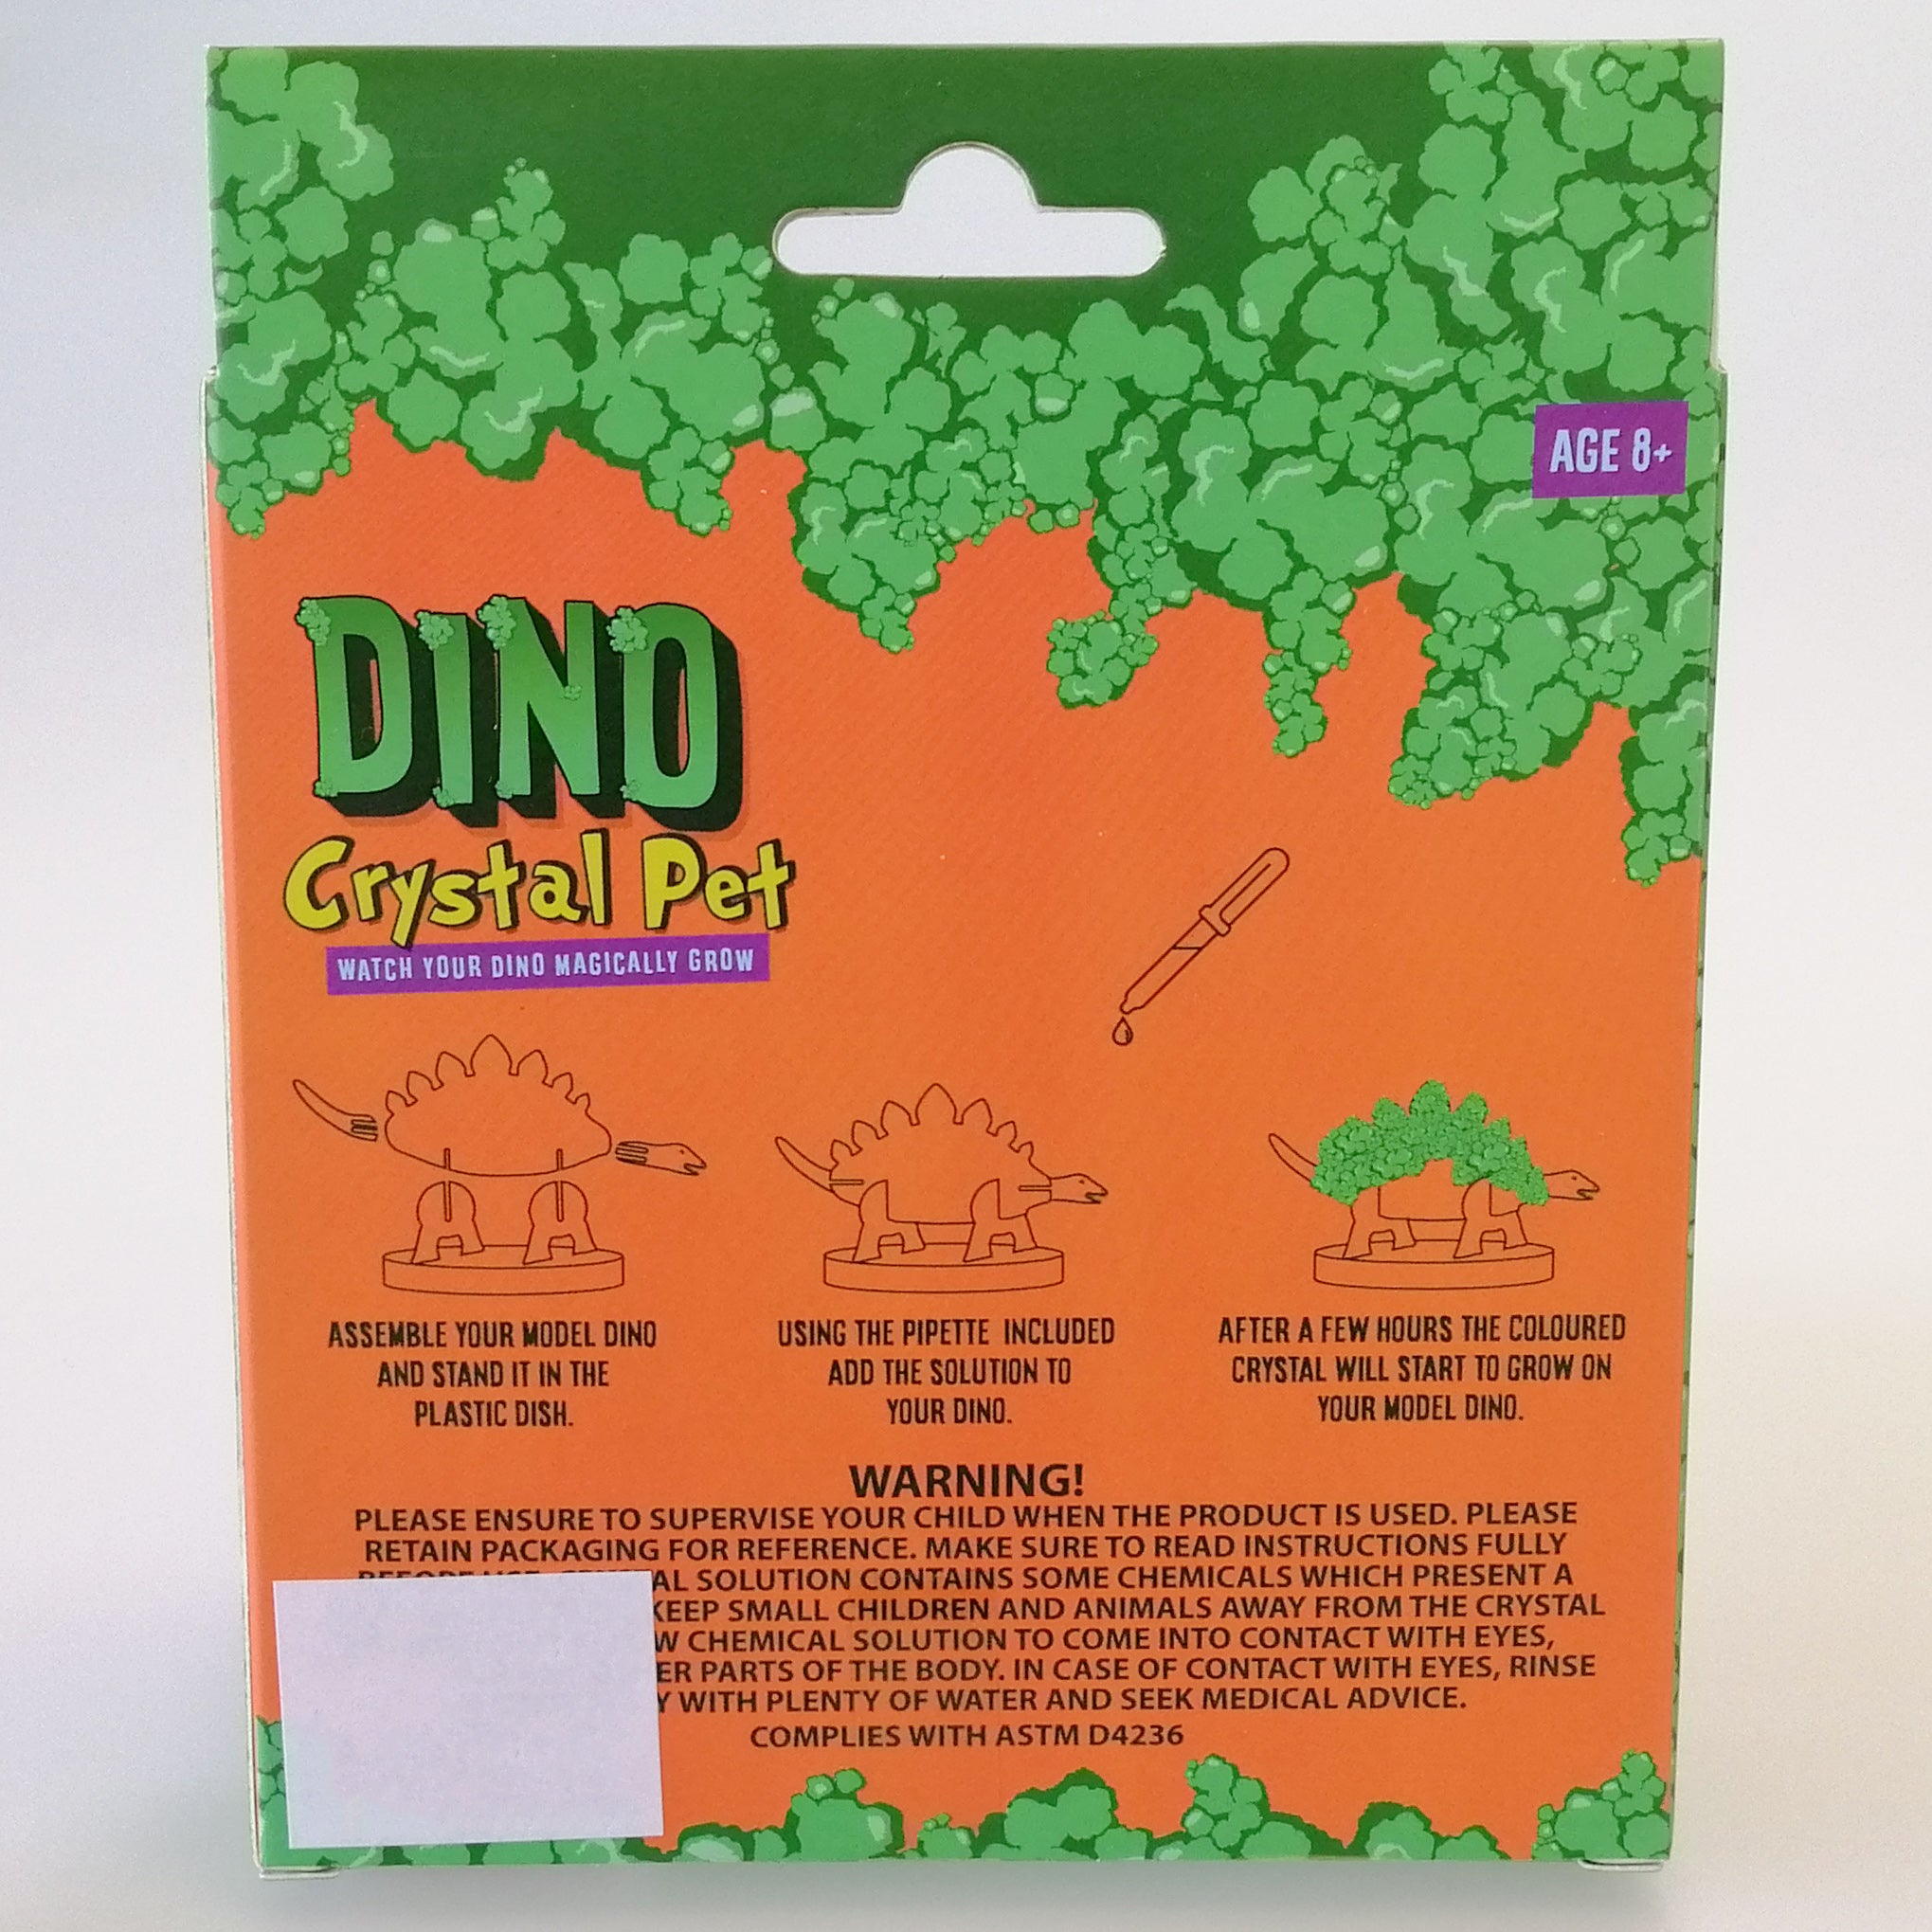 AGE 8+
DINO
Crystal Pet
WATCH YOUR DINO MAGICALLY GROW
ASSEMBLE YOUR MODEL DINO
AND STAND IT IN THE
PLASTIC DISH.
USING THE PIPETTE INCLUDED
ADD THE SOLUTION TO
YOUR DINO.
AFTER A FEW HOURS THE COLOURED
CRYSTAL WILL START TO GROW ON
YOUR MODEL DINO.
WARNING!
PLEASE ENSURE TO SUPERVISE YOUR CHILD WHEN THE PRODUCT IS USED. PLEASE
RETAIN PACKAGING FOR REFERENCE. MAKE SURE TO READ INSTRUCTIONS FULLY
SOLUTION CONTAINS SOME CHEMICALS WHICH PRESENT A
KEEP SMALL CHILDREN AND ANIMALS AWAY FROM THE CRYSTAL
CHEMICAL SOLUTION TO COME INTO CONTACT WITH EYES,
PARTS OF THE BODY. IN CASE OF CONTACT WITH EYES, RINSE
WITH PLENTY OF WATER AND SEEK MEDICAL ADVICE.
COMPLIES WITH ASTM D4236